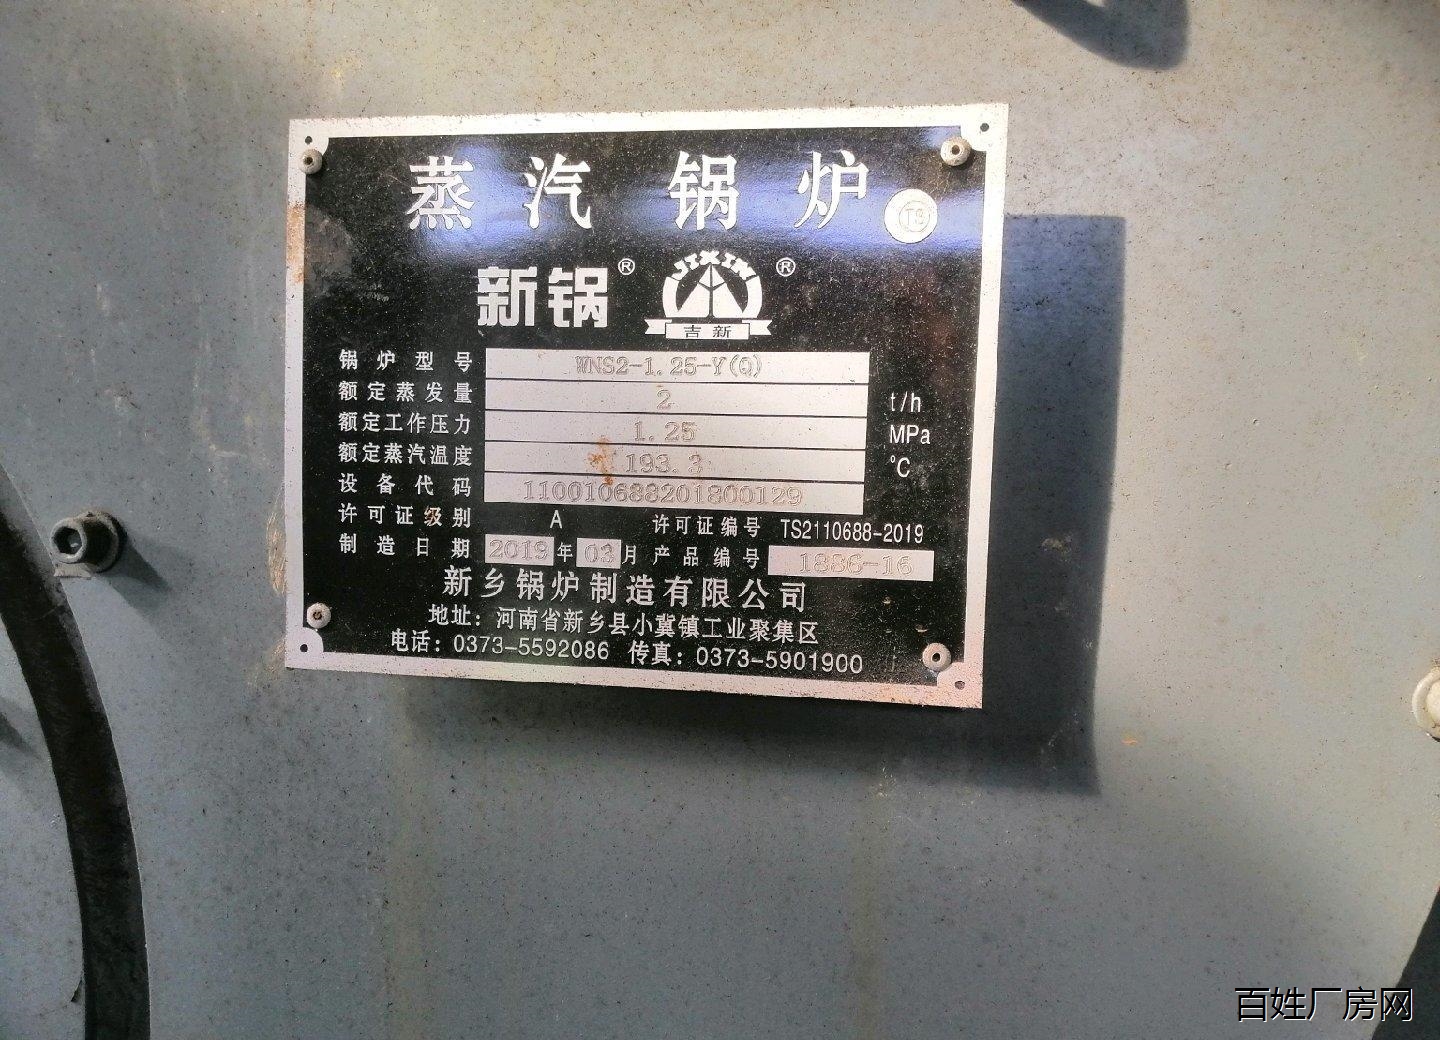 蒸汽锅炉 TS
新锅® JIXIN ®
吉新
锅炉型号 WNS2-1.25-Y(Q)
额定蒸发量 2 t/h
额定工作压力 1.25 MPa
额定蒸汽温度 193.3 ℃
设备代码 110010688201800129
许可证级别 A 许可证编号 TS2110688-2019
制造日期 2019年03月 产品编号 1886-16
新乡锅炉制造有限公司
地址：河南省新乡县小冀镇工业聚集区
电话：0373-5592086 传真：0373-5901900
百姓厂房网